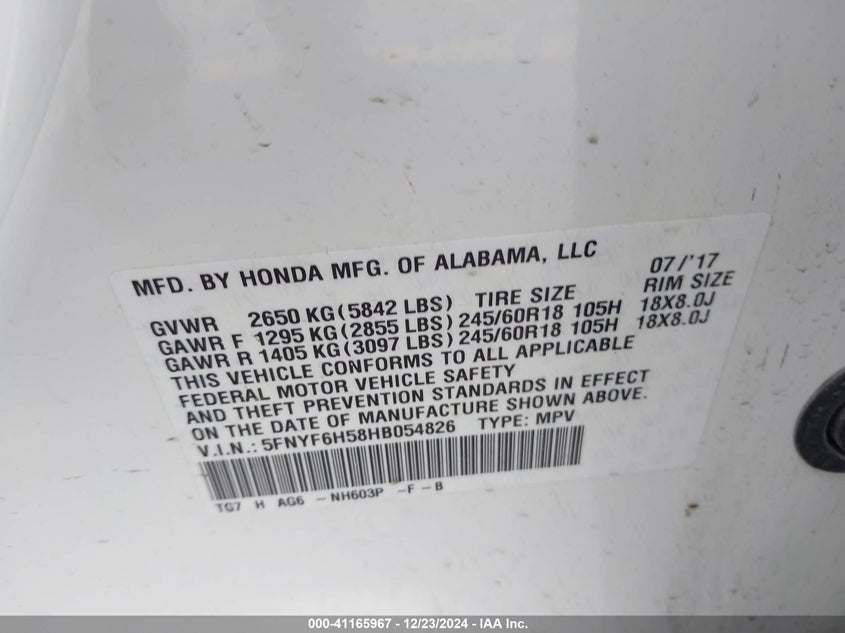 MFD. BY HONDA MFG. OF ALABAMA, LLC 07/'17
GVWR 2650 KG (5842 LBS) TIRE SIZE RIM SIZE
GAWR F 1295 KG (2855 LBS) 245/60R18 105H 18X8.0J
GAWR R 1405 KG (3097 LBS) 245/60R18 105H 18X8.0J
THIS VEHICLE CONFORMS TO ALL APPLICABLE
FEDERAL MOTOR VEHICLE SAFETY
AND THEFT PREVENTION STANDARDS IN EFFECT
ON THE DATE OF MANUFACTURE SHOWN ABOVE.
V.I.N.: 5FNYF6H58HB054826 TYPE: MPV
TG7 H AG6 -NH603P -F-B
000-41165967 - 12/23/2024 - IAA Inc.